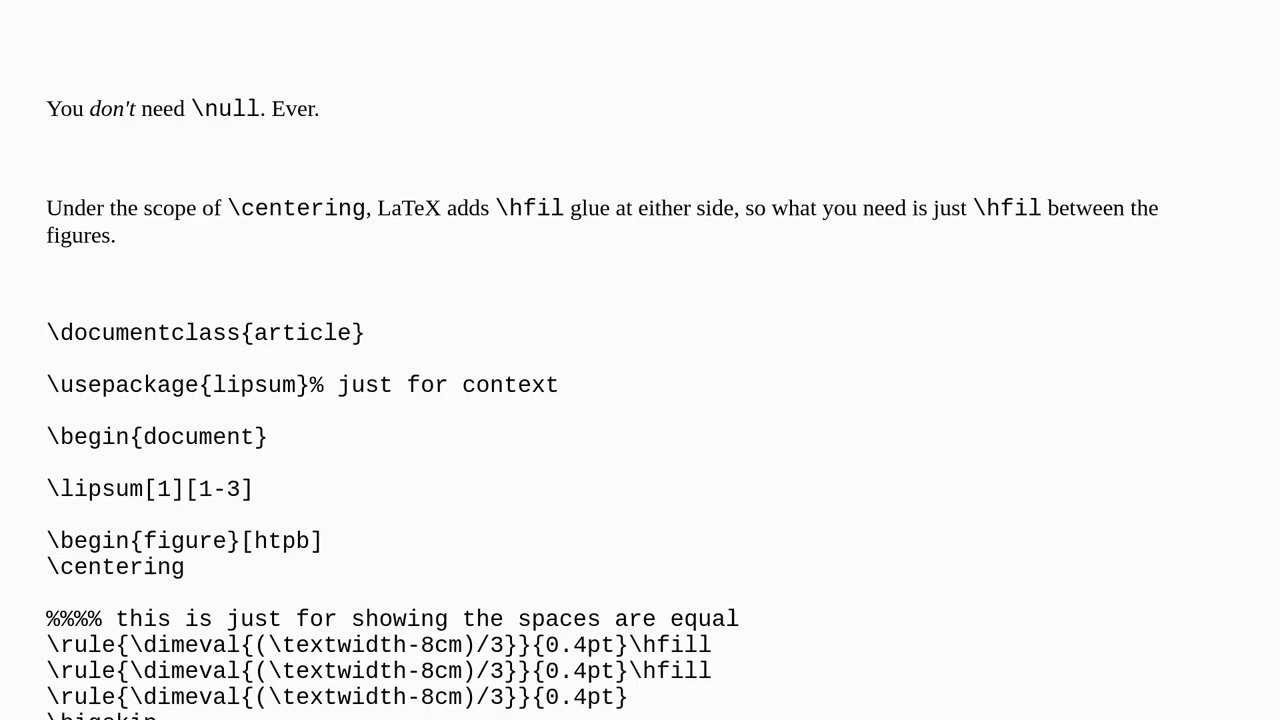 You don't need \null. Ever.
Under the scope of \centering, LaTeX adds \hfil glue at either side, so what you need is just \hfil between the
figures.
\documentclass{article}
\usepackage{lipsum}% just for context
\begin{document}
\lipsum[1][1-3]
\begin{figure}[htpb]
\centering
%%%% this is just for showing the spaces are equal
\rule{\dimeval{(\textwidth-8cm)/3}}{0.4pt}\hfill
\rule{\dimeval{(\textwidth-8cm)/3}}{0.4pt}\hfill
\rule{\dimeval{(\textwidth-8cm)/3}}{0.4pt}